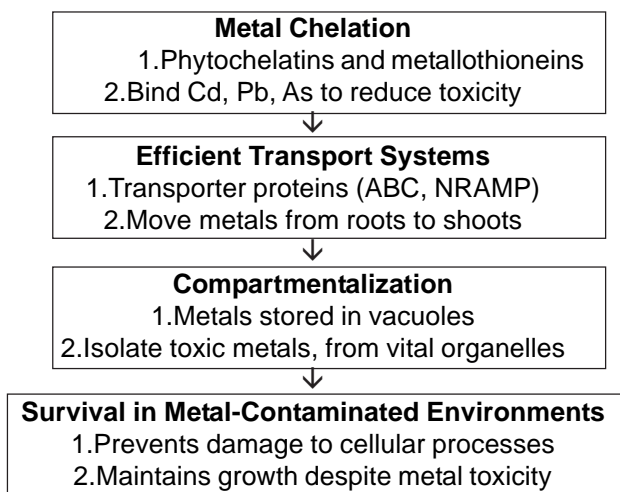 Metal Chelation
1.Phytochelatins and metallothioneins
2.Bind Cd, Pb, As to reduce toxicity
Efficient Transport Systems
1.Transporter proteins (ABC, NRAMP)
2.Move metals from roots to shoots
Compartmentalization
1.Metals stored in vacuoles
2.Isolate toxic metals, from vital organelles
Survival in Metal-Contaminated Environments
1.Prevents damage to cellular processes
2.Maintains growth despite metal toxicity